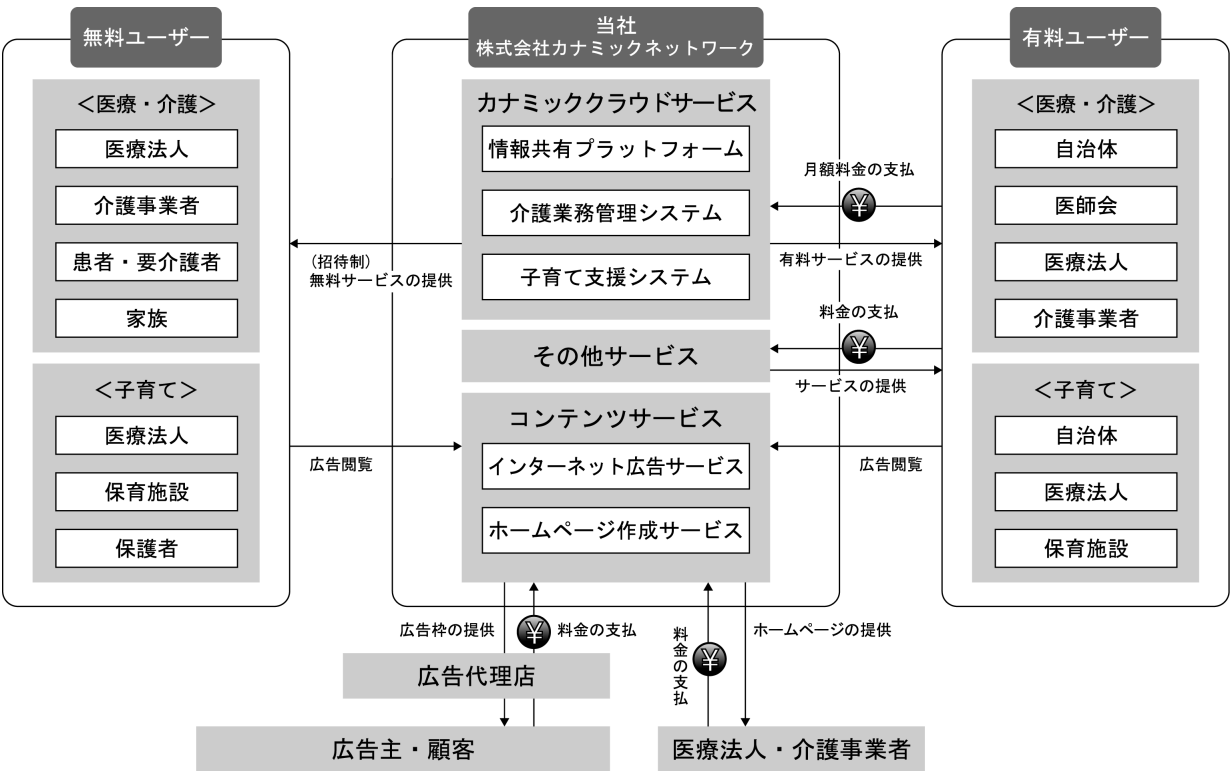 無料ユーザー
＜医療・介護＞
医療法人
介護事業者
患者・要介護者
家族
＜子育て＞
医療法人
保育施設
保護者
（招待制）
無料サービスの提供
広告閲覧
当社
株式会社カナミックネットワーク
カナミッククラウドサービス
情報共有プラットフォーム
介護業務管理システム
子育て支援システム
その他サービス
コンテンツサービス
インターネット広告サービス
ホームページ作成サービス
月額料金の支払
¥
有料サービスの提供
料金の支払
¥
サービスの提供
広告閲覧
有料ユーザー
＜医療・介護＞
自治体
医師会
医療法人
介護事業者
＜子育て＞
自治体
医療法人
保育施設
広告枠の提供
¥
料金の支払
料金の支払
¥
ホームページの提供
広告代理店
広告主・顧客
医療法人・介護事業者